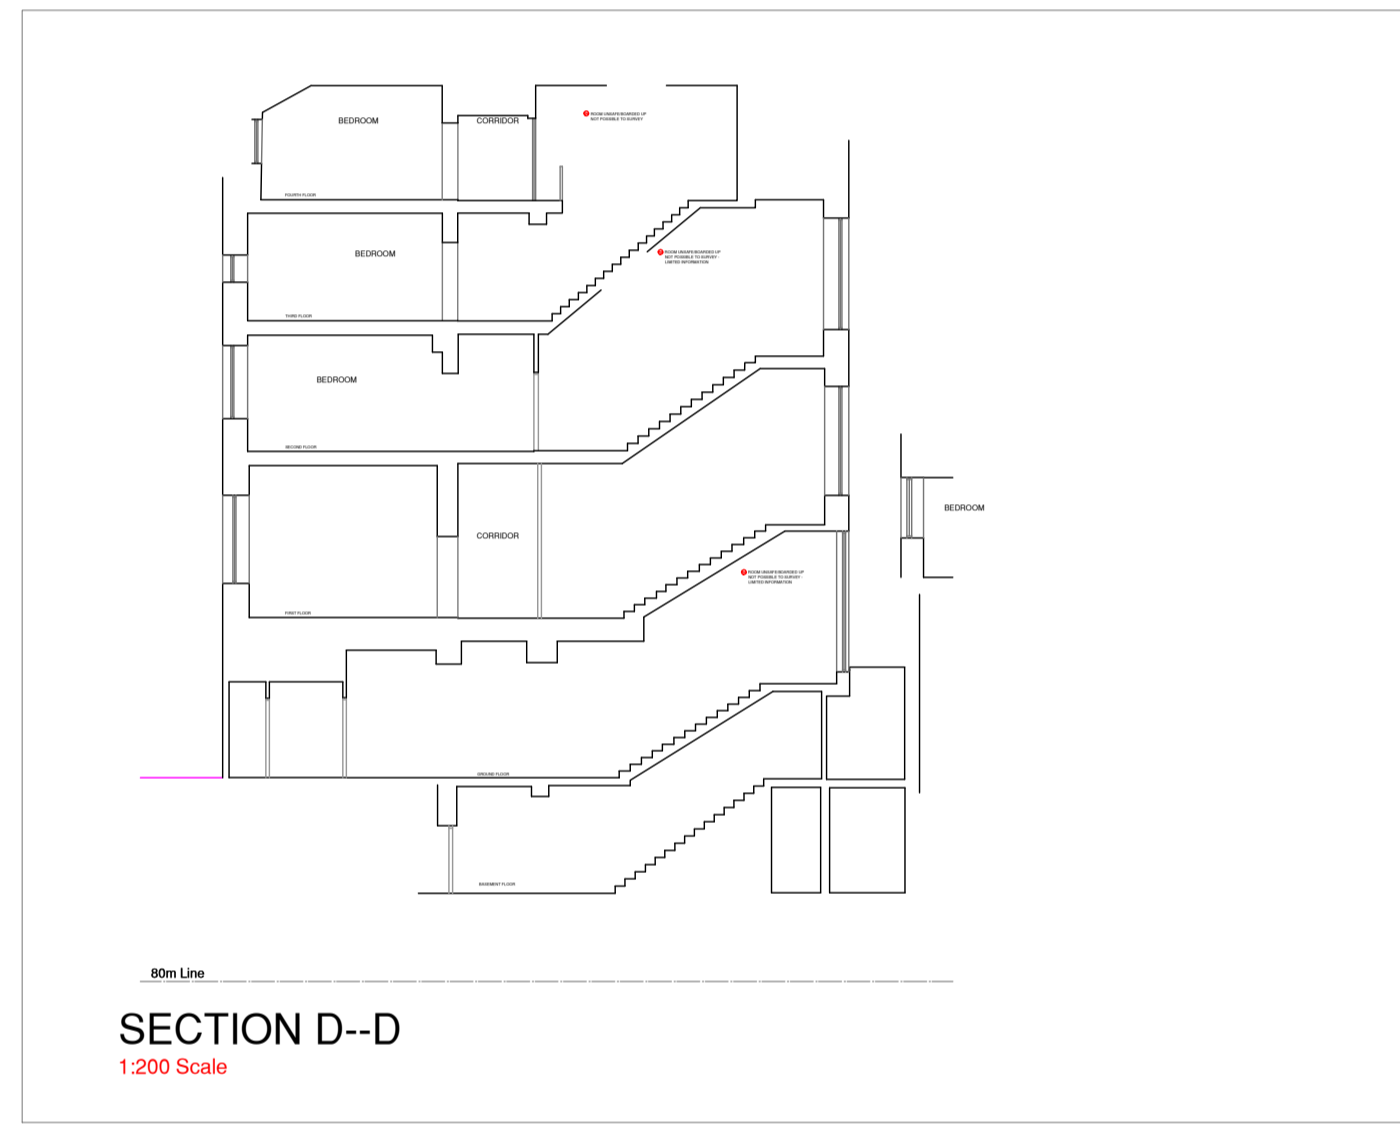 BEDROOM
CORRIDOR
ROOM UNSAFE/BOARDED UP
NOT POSSIBLE TO SURVEY
FOURTH FLOOR
BEDROOM
ROOM UNSAFE/BOARDED UP
NOT POSSIBLE TO SURVEY -
LIMITED INFORMATION
THIRD FLOOR
BEDROOM
SECOND FLOOR
CORRIDOR
BEDROOM
ROOM UNSAFE/BOARDED UP
NOT POSSIBLE TO SURVEY -
LIMITED INFORMATION
FIRST FLOOR
GROUND FLOOR
BASEMENT FLOOR
80m Line
SECTION D--D
1:200 Scale